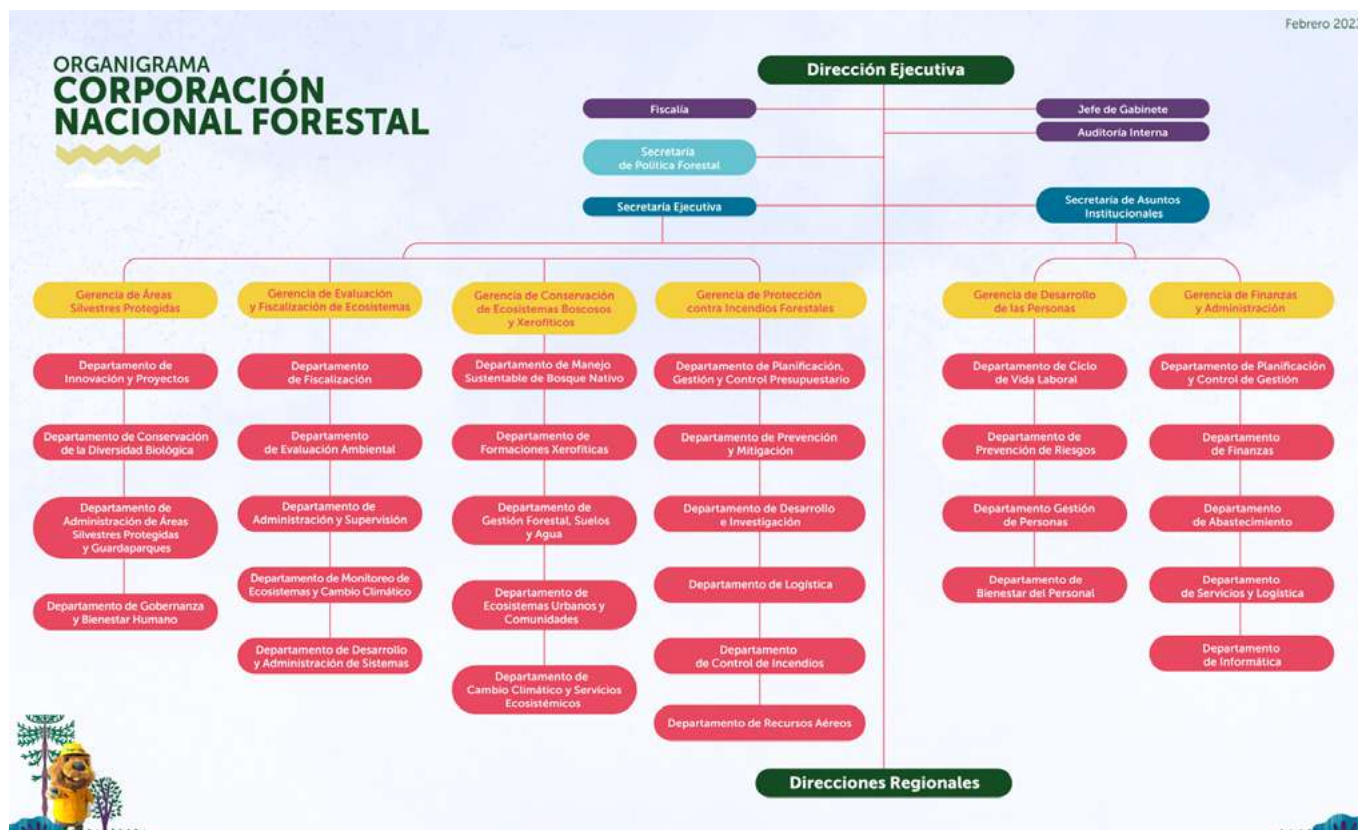 Febrero 202
ORGANIGRAMA
CORPORACIÓN
NACIONAL FORESTAL
Dirección Ejecutiva
Fiscalía
Jefe de Gabinete
Auditoría Interna
Secretaría
de Política Forestal
Secretaría Ejecutiva
Secretaría de Asuntos
Institucionales
Gerencia de Áreas
Silvestres Protegidas
Departamento de
Innovación y Proyectos
Departamento de Conservación
de la Diversidad Biológica
Departamento de
Administración de Áreas
Silvestres Protegidas
y Guardaparques
Departamento de Gobernanza
y Bienestar Humano
Gerencia de Evaluación
y Fiscalización de Ecosistemas
Departamento
de Fiscalización
Departamento
de Evaluación Ambiental
Departamento de
Administración y Supervisión
Departamento de Monitoreo de
Ecosistemas y Cambio Climático
Departamento de Desarrollo
y Administración de Sistemas
Gerencia de Conservación
de Ecosistemas Boscosos
y Xerofíticos
Departamento de Manejo
Sustentable de Bosque Nativo
Departamento de
Formaciones Xerofíticas
Departamento de
Gestión Forestal, Suelos
y Agua
Departamento de
Ecosistemas Urbanos y
Comunidades
Departamento de
Cambio Climático y Servicios
Ecosistémicos
Gerencia de Protección
contra Incendios Forestales
Departamento de Planificación,
Gestión y Control Presupuestario
Departamento de Prevención
y Mitigación
Departamento de Desarrollo
e Investigación
Departamento de Logística
Departamento
de Control de Incendios
Departamento de Recursos Aéreos
Gerencia de Desarrollo
de las Personas
Departamento de Ciclo
de Vida Laboral
Departamento de
Prevención de Riesgos
Departamento Gestión
de Personas
Departamento de
Bienestar del Personal
Gerencia de Finanzas
y Administración
Departamento de Planificación
y Control de Gestión
Departamento
de Finanzas
Departamento
de Abastecimiento
Departamento
de Servicios y Logística
Departamento
de Informática
Direcciones Regionales